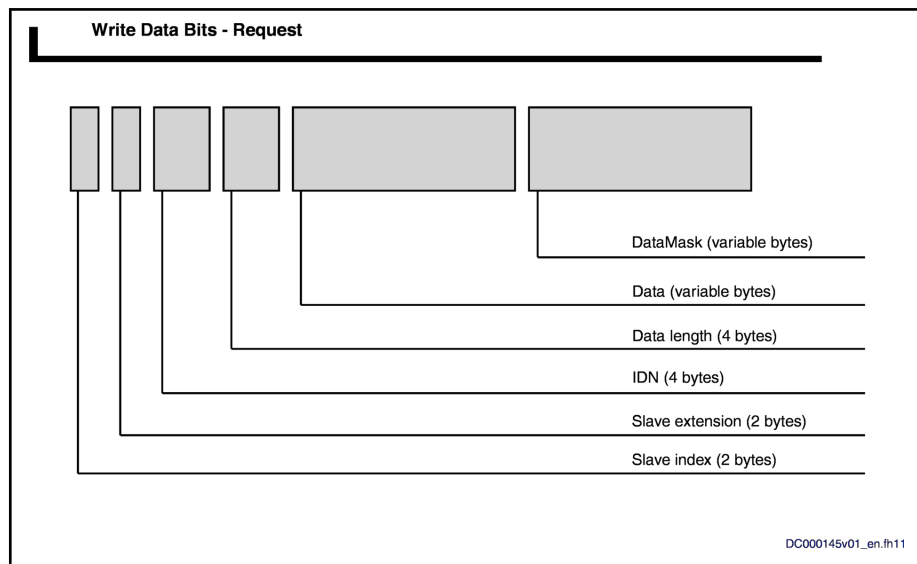 Write Data Bits - Request
DataMask (variable bytes)
Data (variable bytes)
Data length (4 bytes)
IDN (4 bytes)
Slave extension (2 bytes)
Slave index (2 bytes)
DC000145v01_en.fh11